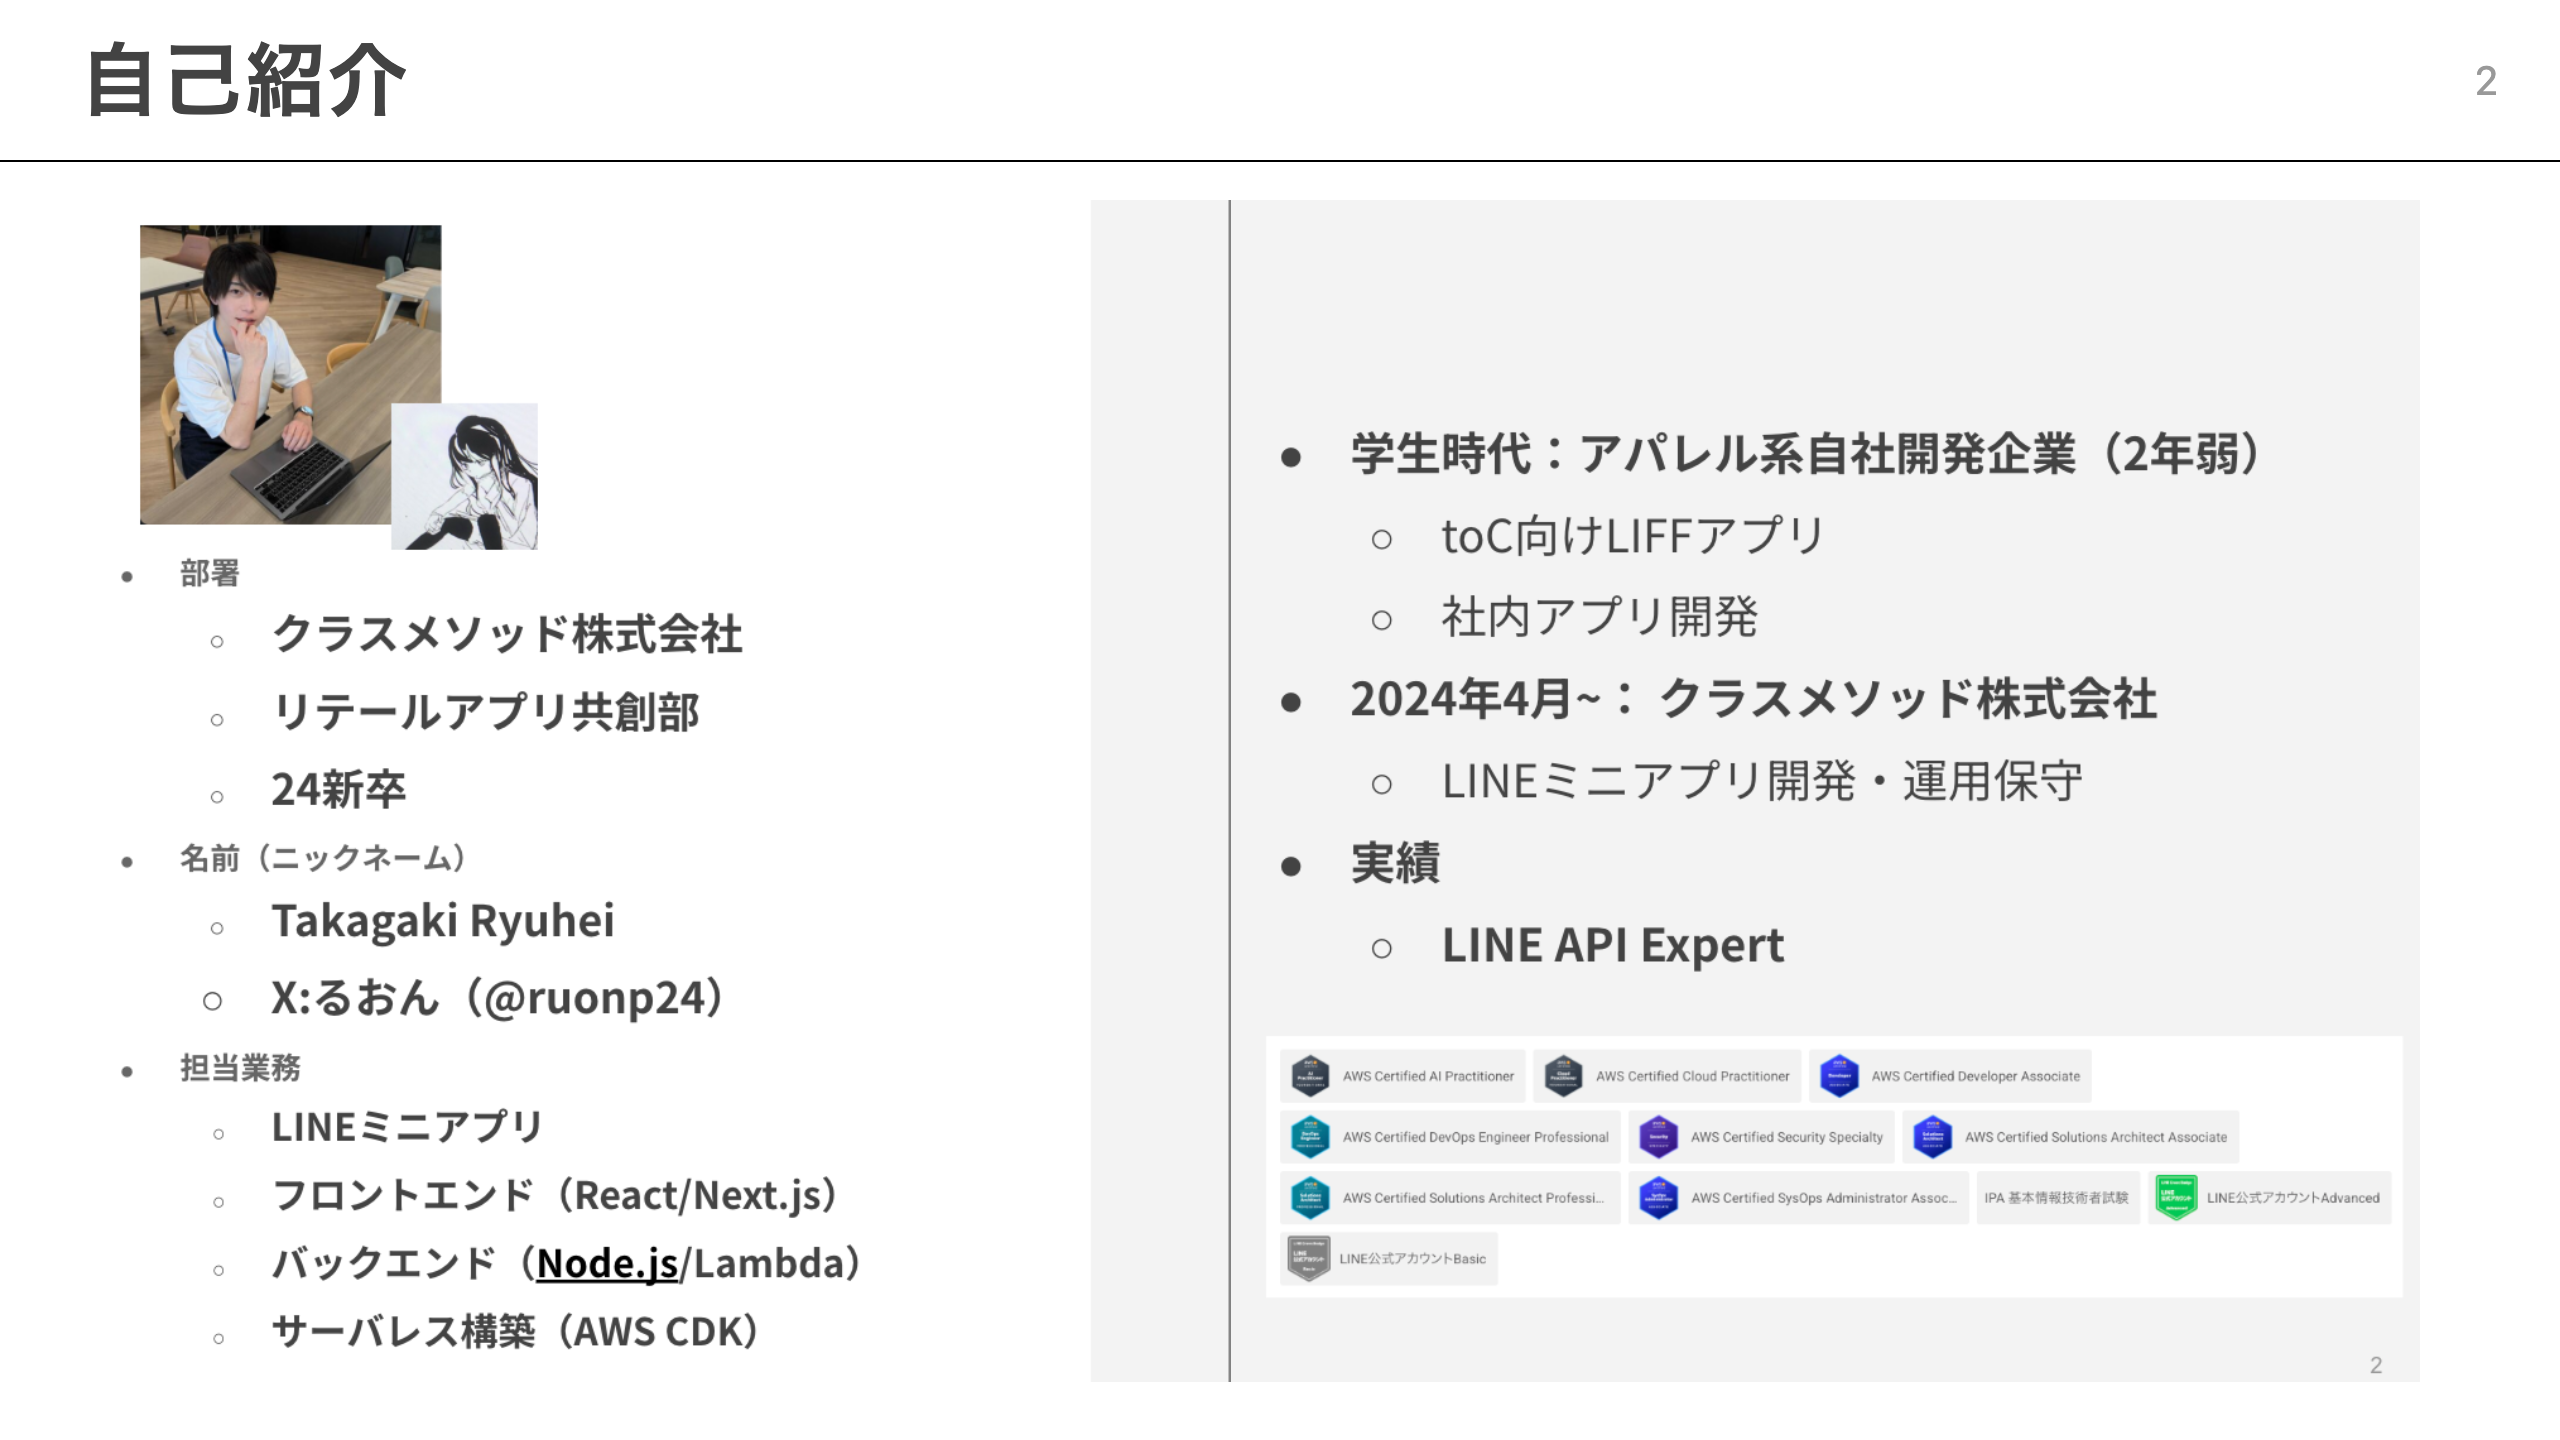 自己紹介
2
部署
クラスメソッド株式会社
リテールアプリ共創部
24新卒
名前（ニックネーム）
Takagaki Ryuhei
X:るおん（@ruonp24）
担当業務
LINEミニアプリ
フロントエンド（React/Next.js）
バックエンド（Node.js/Lambda）
サーバレス構築（AWS CDK）
学生時代：アパレル系自社開発企業（2年弱）
toC向けLIFFアプリ
社内アプリ開発
2024年4月~： クラスメソッド株式会社
LINEミニアプリ開発・運用保守
実績
LINE API Expert
AWS Certified AI Practitioner
AWS Certified Cloud Practitioner
AWS Certified Developer Associate
AWS Certified DevOps Engineer Professional
AWS Certified Security Specialty
AWS Certified Solutions Architect Associate
AWS Certified Solutions Architect Professi...
AWS Certified SysOps Administrator Assoc...
IPA 基本情報技術者試験
LINE公式アカウントAdvanced
LINE公式アカウントBasic
2